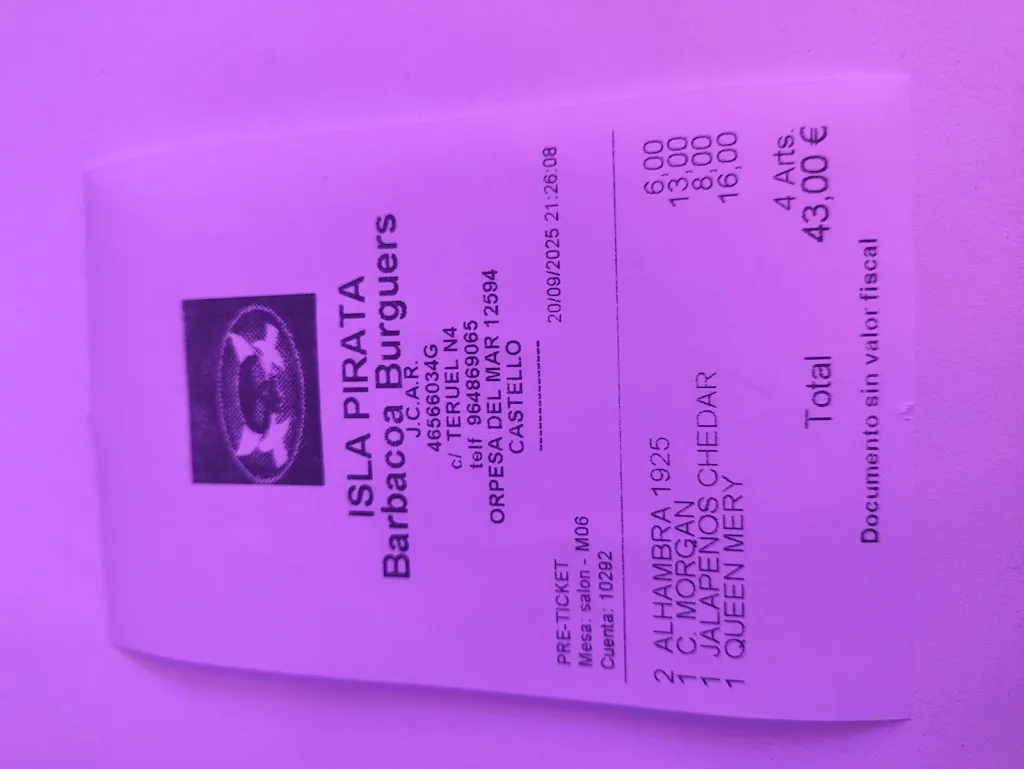 ISLA PIRATA
Barbacoa Burguers
J.C.A.R.
46566034G
c/ TERUEL N4
telf 964869065
ORPESA DEL MAR 12594
CASTELLO
---------------
PRE-TICKET 20/09/2025 21:26:08
Mesa: salon - M06
Cuenta: 10292
2 ALHAMBRA 1925 6,00
1 C. MORGAN 13,00
1 JALAPENOS CHEDAR 8,00
1 QUEEN MERY 16,00
4 Arts.
Total 43,00 €
Documento sin valor fiscal